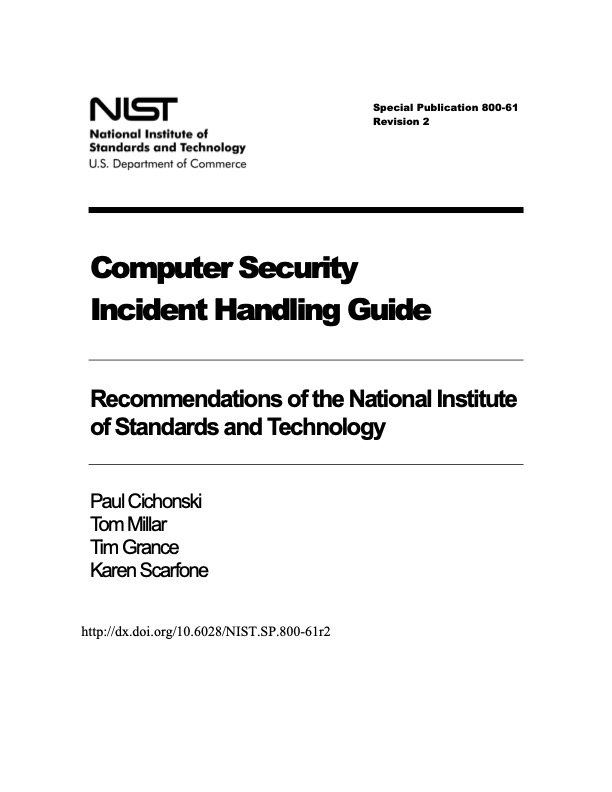 NIST
National Institute of
Standards and Technology
U.S. Department of Commerce
Special Publication 800-61
Revision 2
Computer Security
Incident Handling Guide
Recommendations of the National Institute
of Standards and Technology
Paul Cichonski
Tom Millar
Tim Grance
Karen Scarfone
http://dx.doi.org/10.6028/NIST.SP.800-61r2